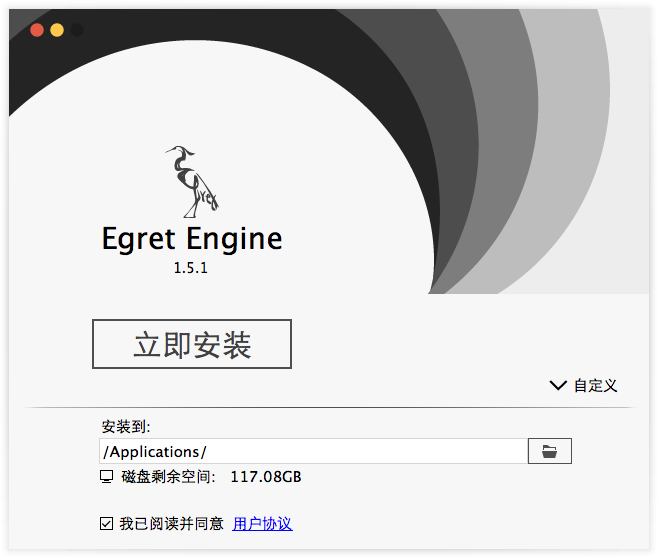 Egret Engine
1.5.1
立即安装
自定义
安装到:
/Applications/
磁盘剩余空间: 117.08GB
我已阅读并同意 用户协议